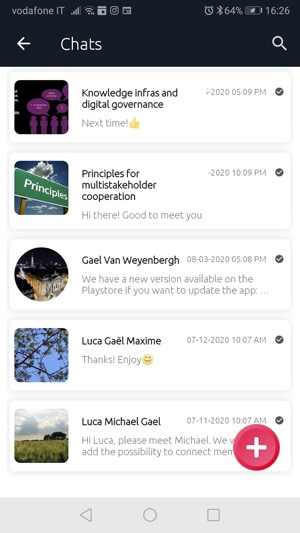 vodafone IT 64% 16:26
Chats
Knowledge infras and -2020 05:09 PM
digital governance
Next time!👍
Principles for -2020 10:09 PM
multistakeholder
cooperation
Principles
Hi there! Good to meet you
Gael Van Weyenbergh 08-03-2020 05:08 PM
We have a new version available on the
Playstore if you want to update the app: ...
Luca Gaël Maxime 07-12-2020 10:07 AM
Thanks! Enjoy😄
Luca Michael Gael 07-11-2020 10:07 AM
Hi Luca, please meet Michael. We w
add the possibility to connect mem